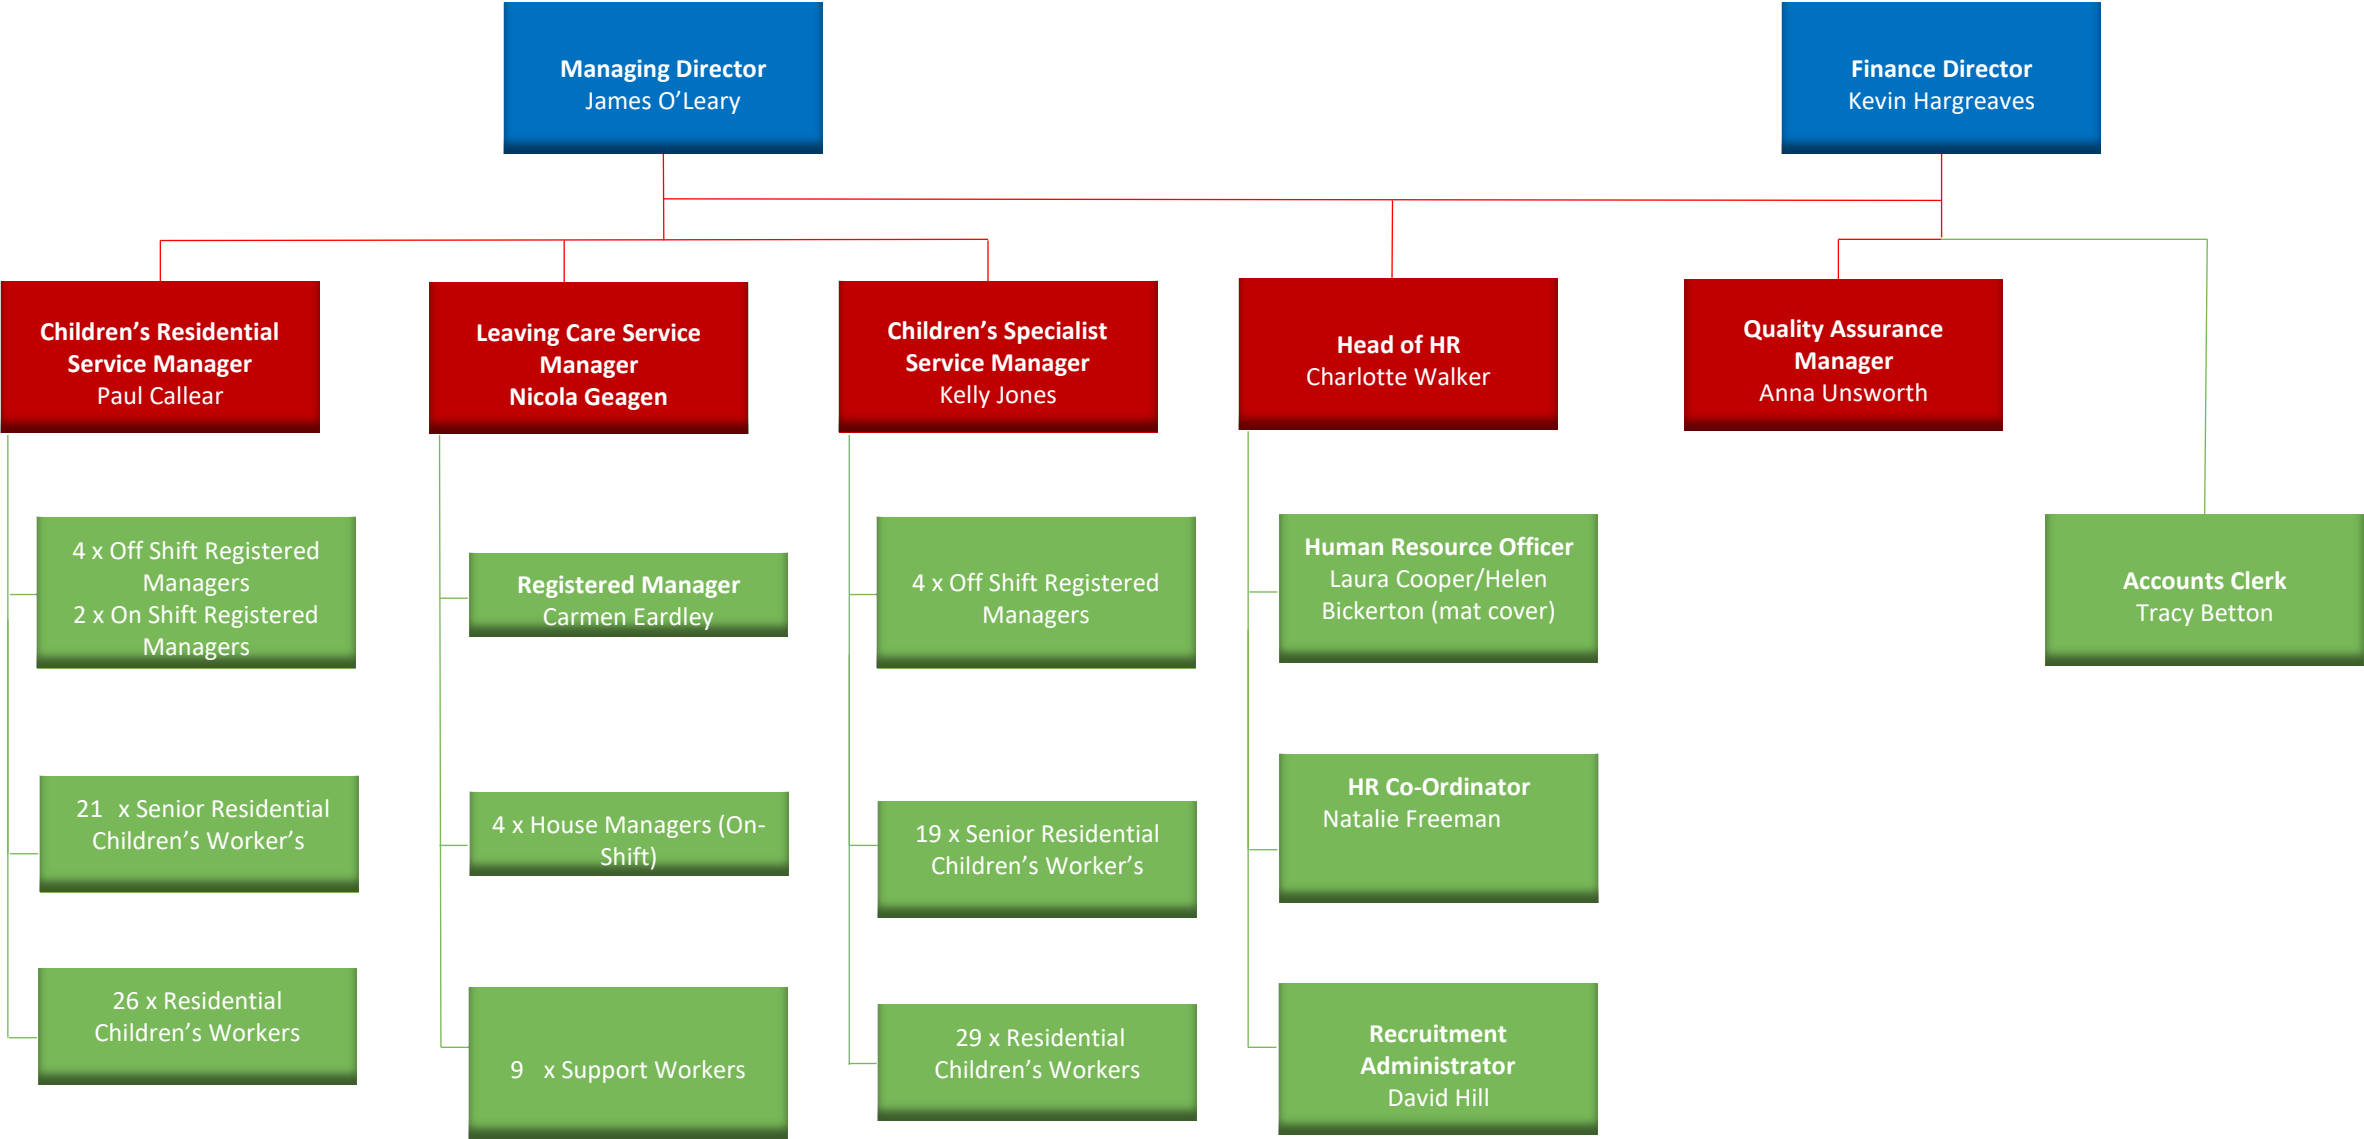 Managing Director
James O’Leary
Finance Director
Kevin Hargreaves
Children’s Residential
Service Manager
Paul Callear
Leaving Care Service
Manager
Nicola Geagen
Children’s Specialist
Service Manager
Kelly Jones
Head of HR
Charlotte Walker
Quality Assurance
Manager
Anna Unsworth
4 x Off Shift Registered
Managers
2 x On Shift Registered
Managers
Registered Manager
Carmen Eardley
4 x Off Shift Registered
Managers
Human Resource Officer
Laura Cooper/Helen
Bickerton (mat cover)
Accounts Clerk
Tracy Betton
21 x Senior Residential
Children’s Worker’s
4 x House Managers (On-
Shift)
19 x Senior Residential
Children’s Worker’s
HR Co-Ordinator
Natalie Freeman
26 x Residential
Children’s Workers
9 x Support Workers
29 x Residential
Children’s Workers
Recruitment
Administrator
David Hill